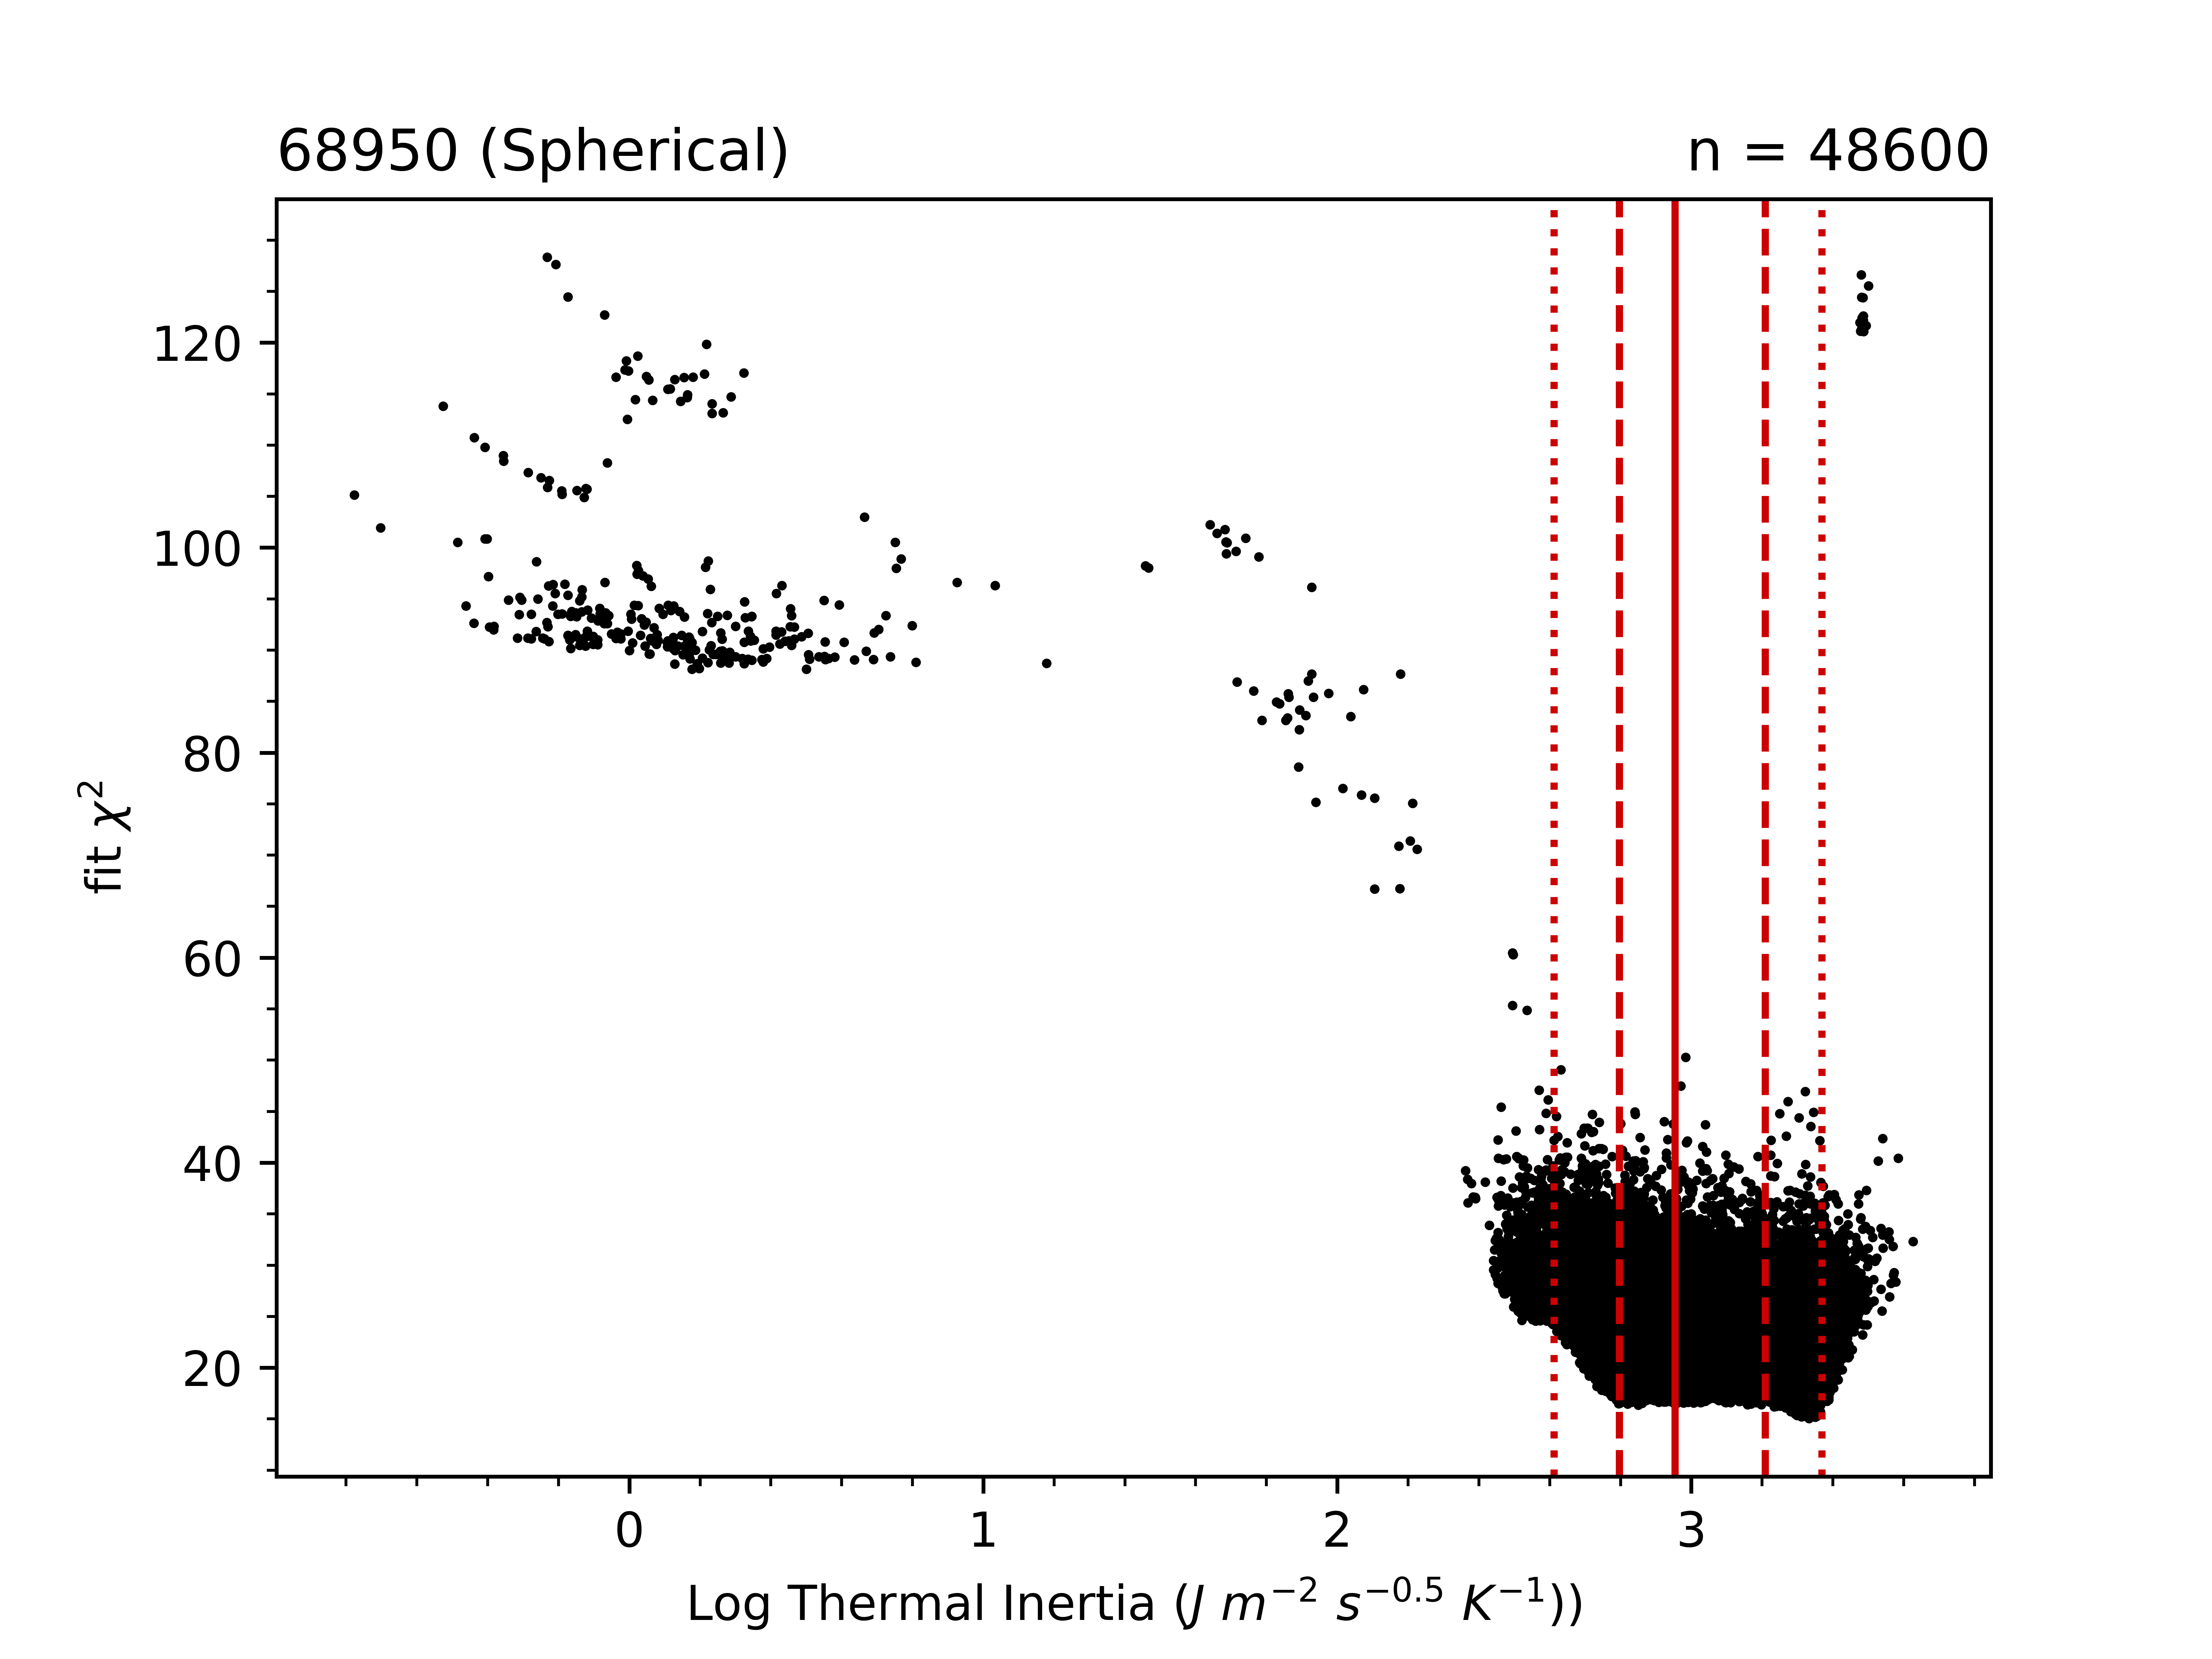 68950 (Spherical)
n = 48600
120
100
80
60
40
20
fit χ²
0 1 2 3
Log Thermal Inertia (J m⁻² s⁻⁰·⁵ K⁻¹))